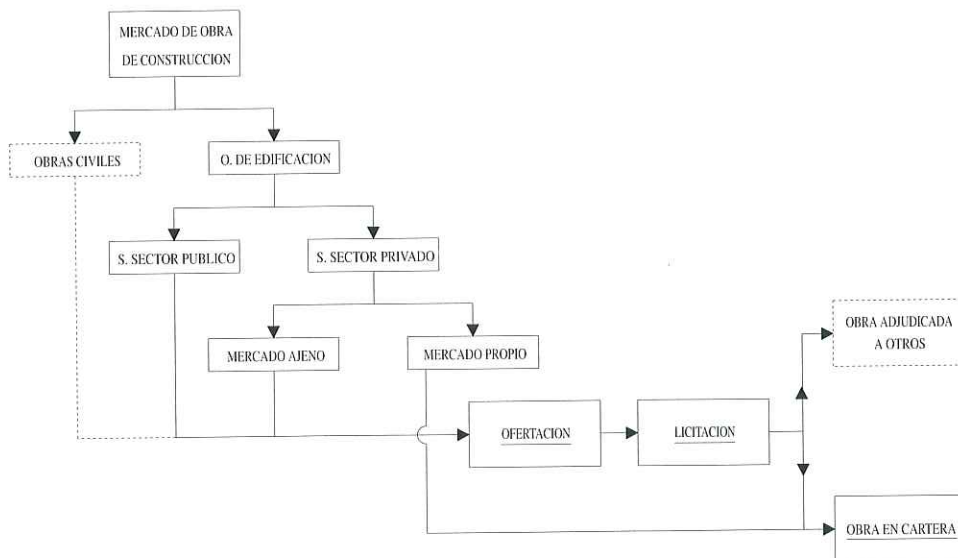 MERCADO DE OBRA
DE CONSTRUCCION
OBRAS CIVILES
O. DE EDIFICACION
S. SECTOR PUBLICO
S. SECTOR PRIVADO
MERCADO AJENO
MERCADO PROPIO
OBRA ADJUDICADA
A OTROS
OFERTACION
LICITACION
OBRA EN CARTERA